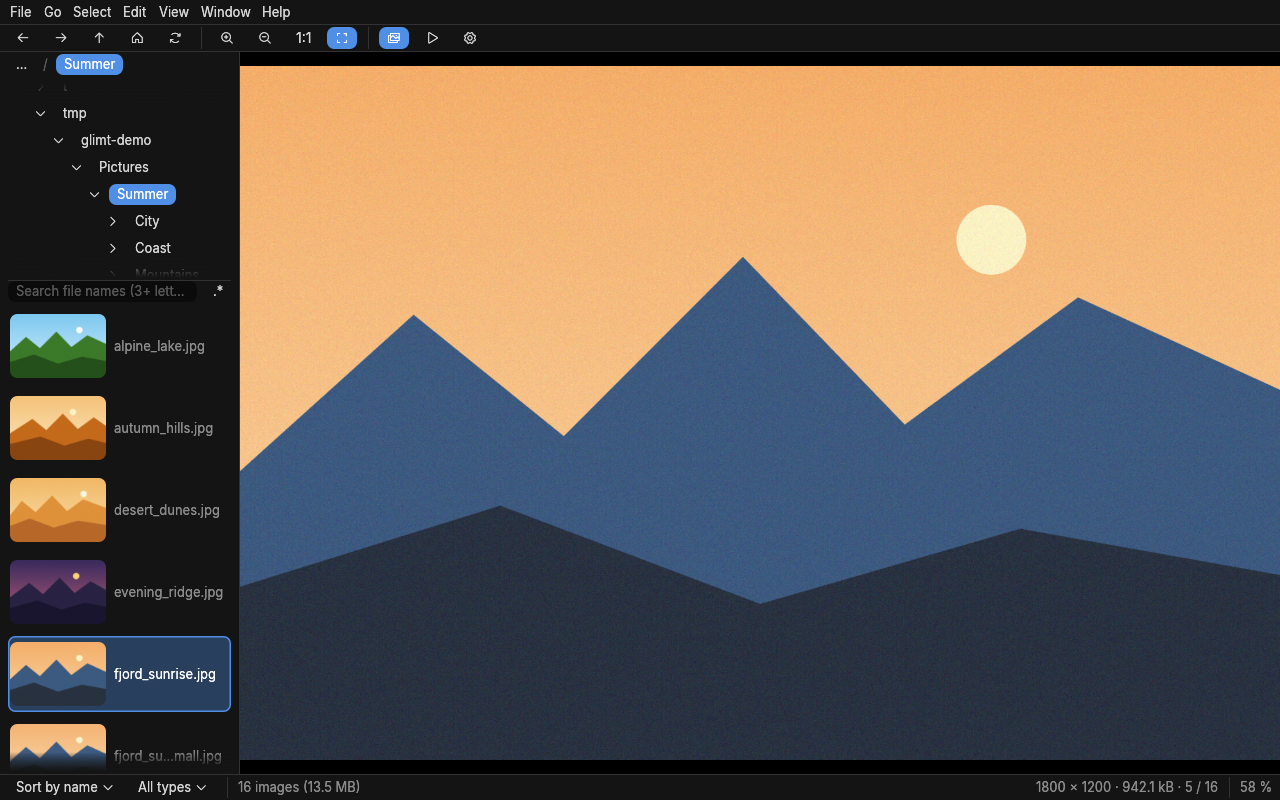 File Go Select Edit View Window Help
1:1
... / Summer
tmp
glimt-demo
Pictures
Summer
City
Coast
Mountains
Search file names (3+ lett... .*
alpine_lake.jpg
autumn_hills.jpg
desert_dunes.jpg
evening_ridge.jpg
fjord_sunrise.jpg
fjord_su...mall.jpg
Sort by name All types 16 images (13.5 MB) 1800 × 1200 · 942.1 kB · 5 / 16 58 %